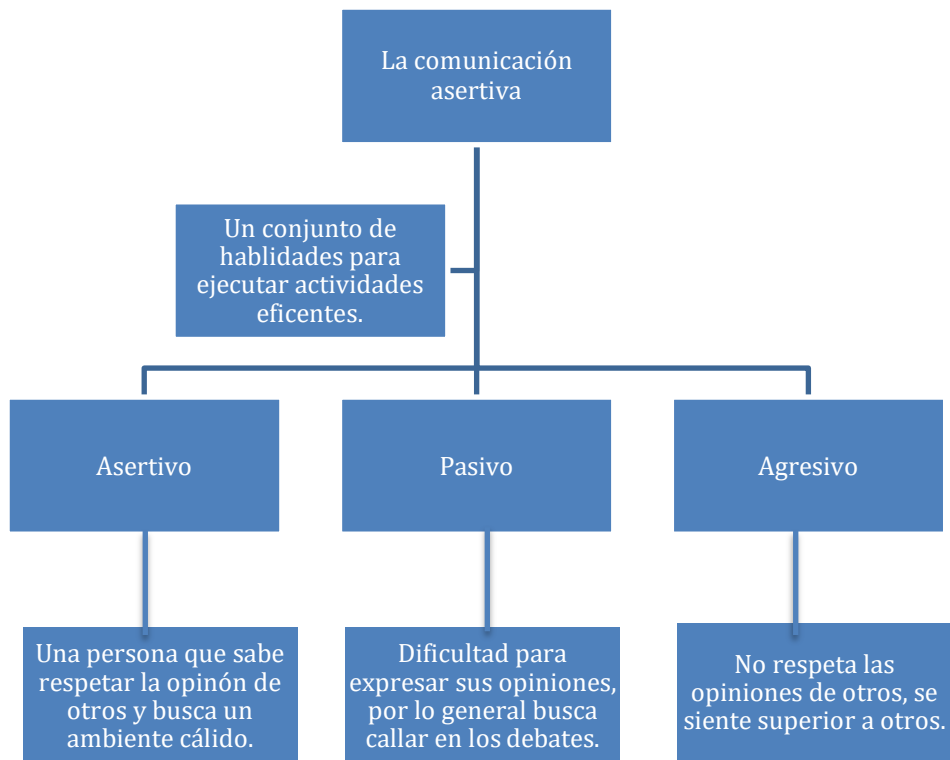 La comunicación
asertiva
Un conjunto de
hablidades para
ejecutar actividades
eficentes.
Asertivo
Pasivo
Agresivo
Una persona que sabe
respetar la opinón de
otros y busca un
ambiente cálido.
Dificultad para
expresar sus opiniones,
por lo general busca
callar en los debates.
No respeta las
opiniones de otros, se
siente superior a otros.